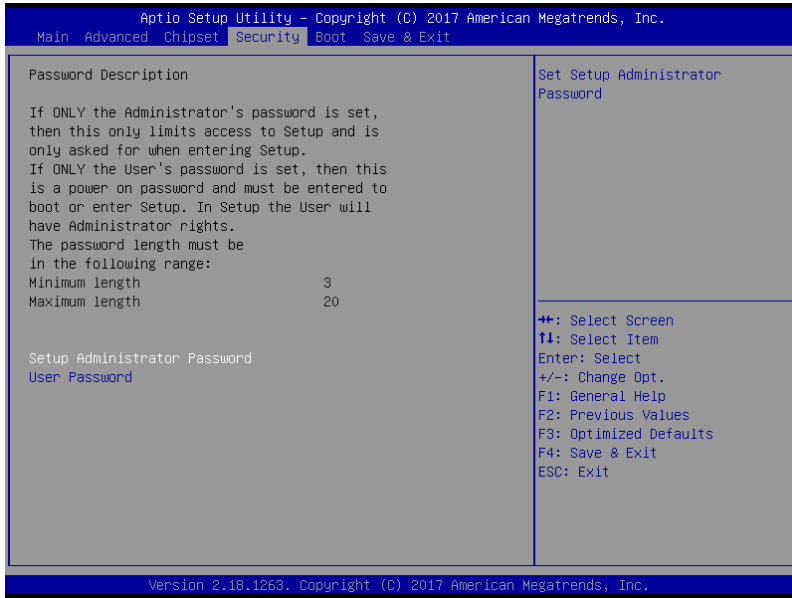 Aptio Setup Utility – Copyright (C) 2017 American Megatrends, Inc.
Main Advanced Chipset Security Boot Save & Exit
Password Description
If ONLY the Administrator's password is set,
then this only limits access to Setup and is
only asked for when entering Setup.
If ONLY the User's password is set, then this
is a power on password and must be entered to
boot or enter Setup. In Setup the User will
have Administrator rights.
The password length must be
in the following range:
Minimum length 3
Maximum length 20
Setup Administrator Password
User Password
Set Setup Administrator
Password
→←: Select Screen
↑↓: Select Item
Enter: Select
+/-: Change Opt.
F1: General Help
F2: Previous Values
F3: Optimized Defaults
F4: Save & Exit
ESC: Exit
Version 2.18.1263. Copyright (C) 2017 American Megatrends, Inc.